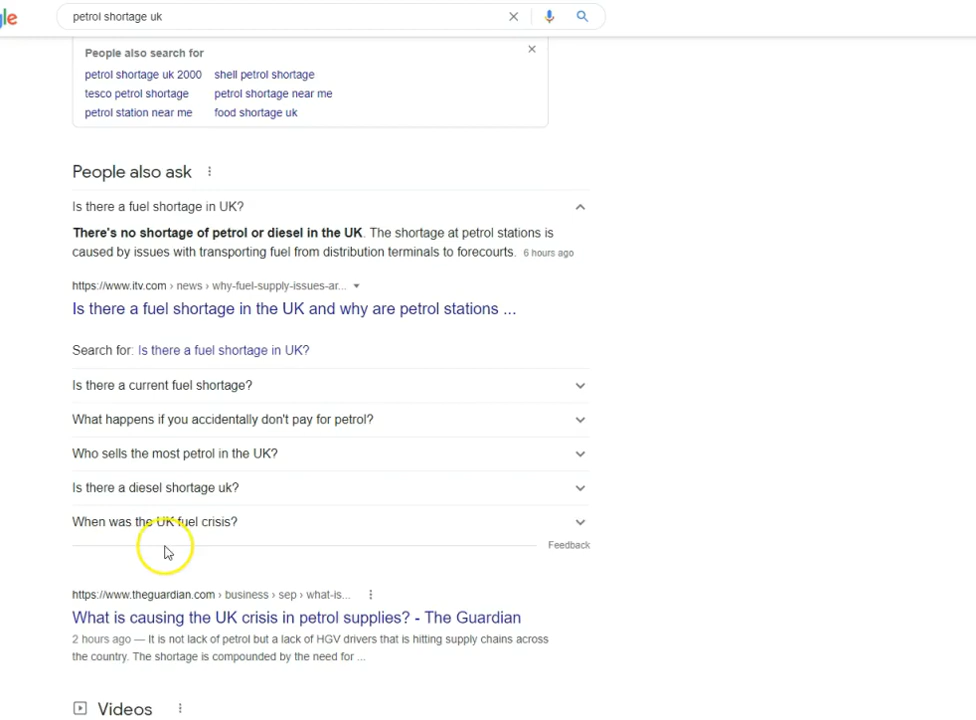 gle petrol shortage uk
People also search for
petrol shortage uk 2000 shell petrol shortage
tesco petrol shortage petrol shortage near me
petrol station near me food shortage uk
People also ask
Is there a fuel shortage in UK?
There's no shortage of petrol or diesel in the UK. The shortage at petrol stations is
caused by issues with transporting fuel from distribution terminals to forecourts. 6 hours ago
https://www.itv.com › news › why-fuel-supply-issues-ar...
Is there a fuel shortage in the UK and why are petrol stations ...
Search for: Is there a fuel shortage in UK?
Is there a current fuel shortage?
What happens if you accidentally don't pay for petrol?
Who sells the most petrol in the UK?
Is there a diesel shortage uk?
When was the UK fuel crisis?
Feedback
https://www.theguardian.com › business › sep › what-is...
What is causing the UK crisis in petrol supplies? - The Guardian
2 hours ago — It is not lack of petrol but a lack of HGV drivers that is hitting supply chains across
the country. The shortage is compounded by the need for ...
Videos